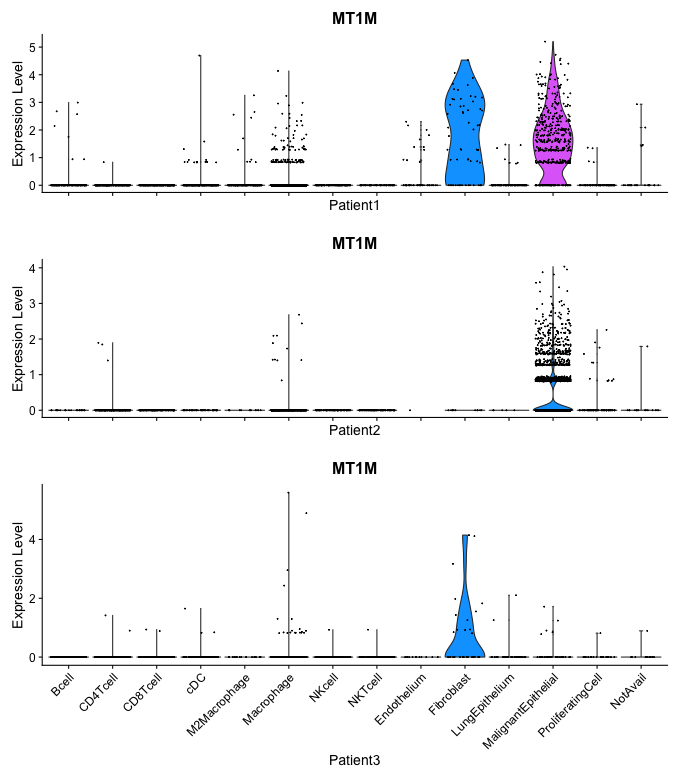 MT1M
Expression Level
5
4
3
2
1
0
Patient1
MT1M
Expression Level
4
3
2
1
0
Patient2
MT1M
Expression Level
4
2
0
Bcell
CD4Tcell
CD8Tcell
cDC
M2Macrophage
Macrophage
NKcell
NKTcell
Endothelium
Fibroblast
LungEpithelium
MalignantEpithelial
ProliferatingCell
NotAvail
Patient3